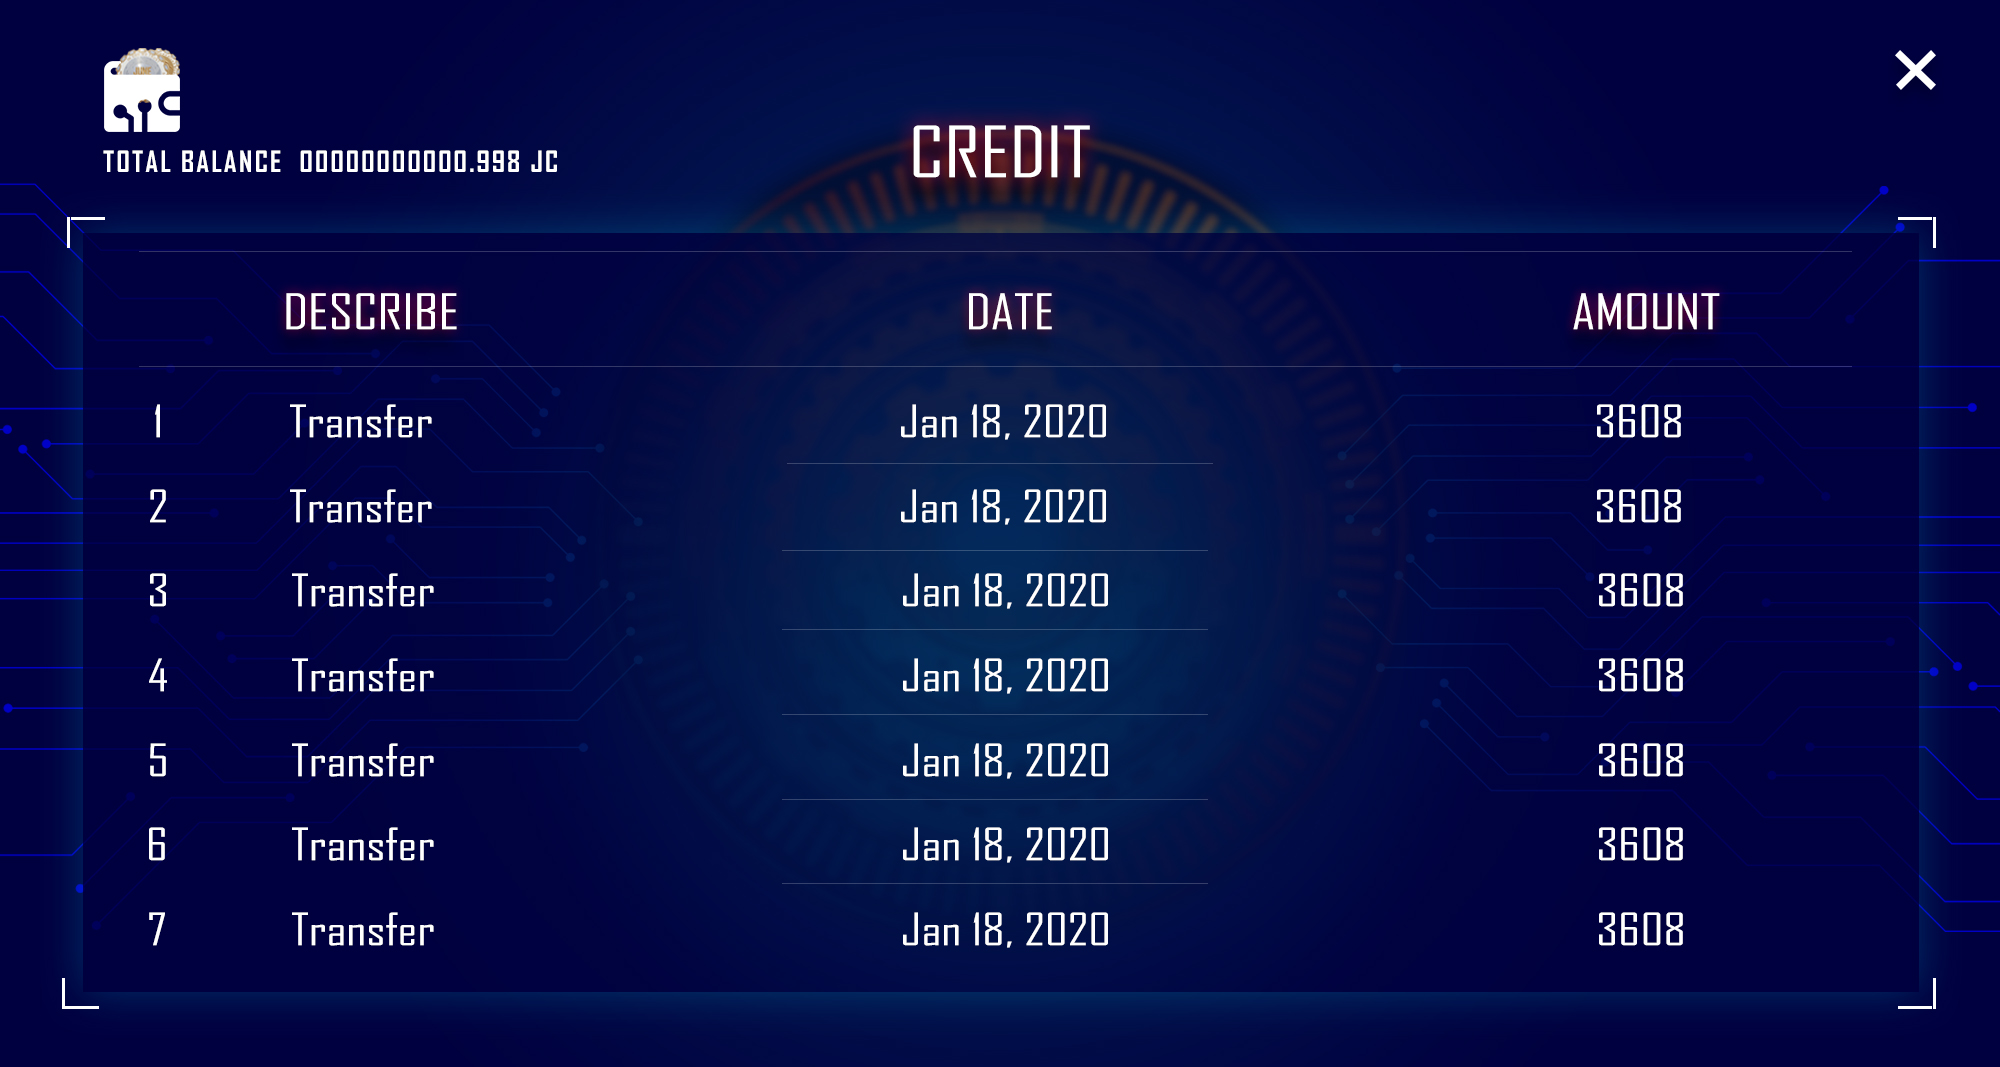 TOTAL BALANCE 00000000000.998 JC
CREDIT
DESCRIBE DATE AMOUNT
1 Transfer Jan 18, 2020 3608
2 Transfer Jan 18, 2020 3608
3 Transfer Jan 18, 2020 3608
4 Transfer Jan 18, 2020 3608
5 Transfer Jan 18, 2020 3608
6 Transfer Jan 18, 2020 3608
7 Transfer Jan 18, 2020 3608